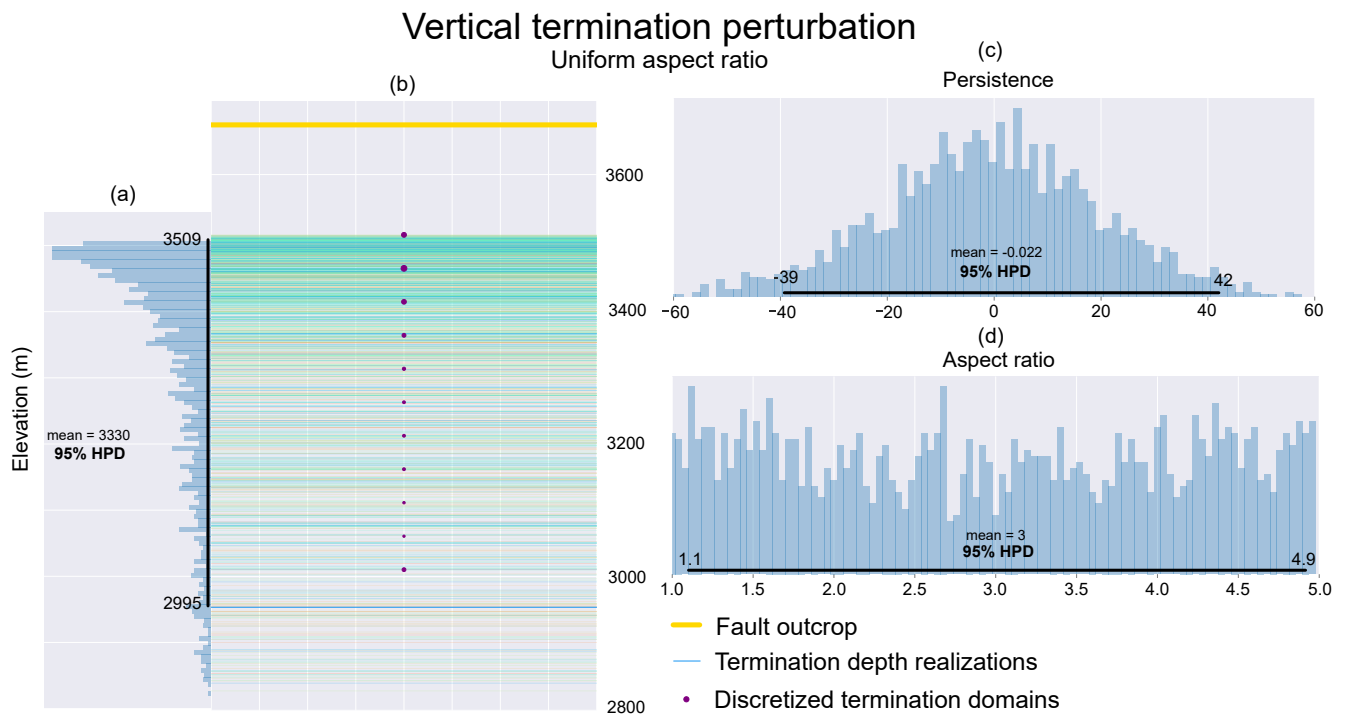 Vertical termination perturbation
Uniform aspect ratio
(a)
Elevation (m)
3509
mean = 3330
95% HPD
2995
(b)
3600
3400
3200
3000
2800
(c)
Persistence
mean = -0.022
95% HPD
-39
42
−60 −40 −20 0 20 40 60
(d)
Aspect ratio
mean = 3
95% HPD
1.1
4.9
1.0 1.5 2.0 2.5 3.0 3.5 4.0 4.5 5.0
Fault outcrop
Termination depth realizations
Discretized termination domains